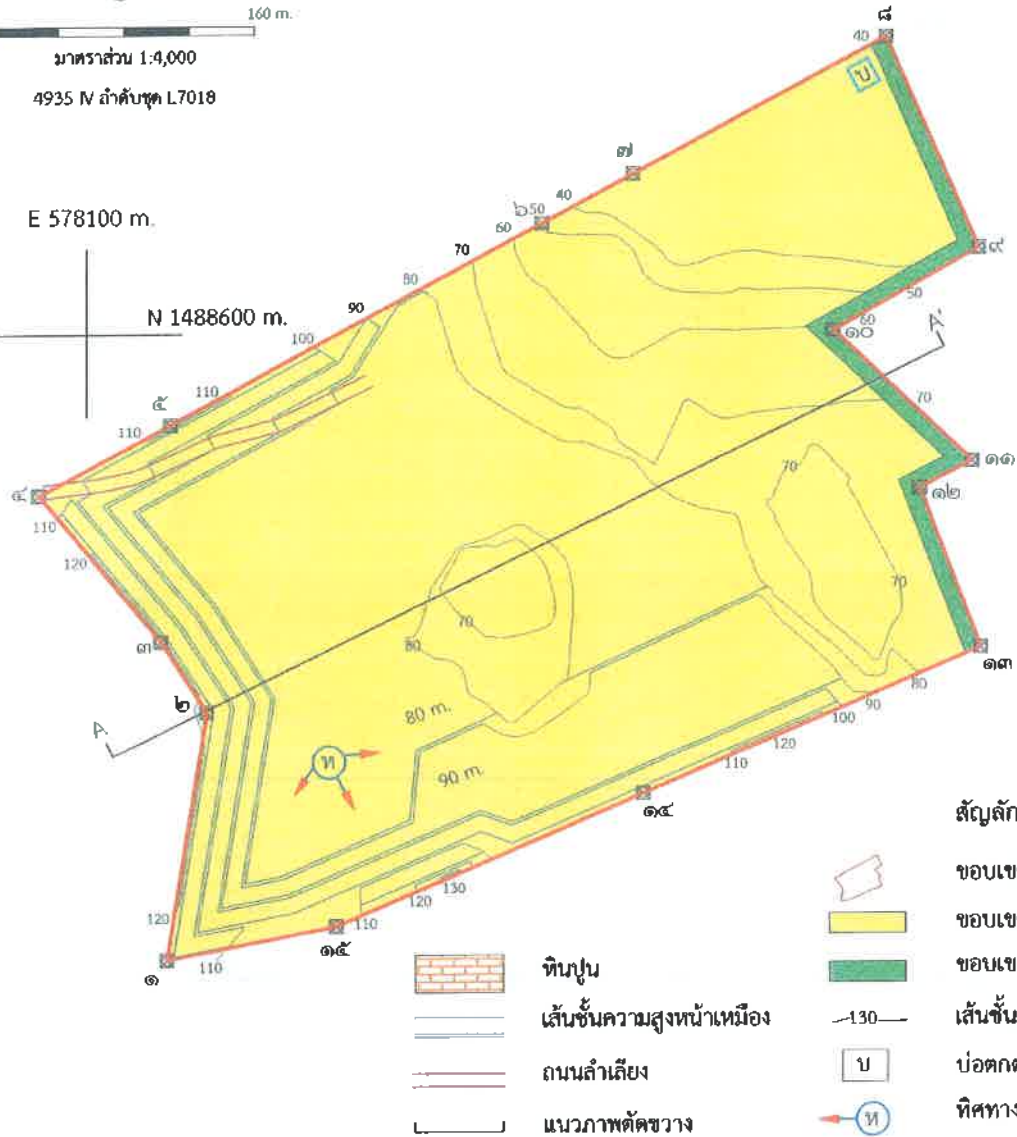 160 m.
มาตราส่วน 1:4,000
4935 IV ลำดับชุด L7018
E 578100 m.
N 1488600 m.
๘
40
บ
๗
40
๖
50
60
70
80
90
100
110
๕
110
๙
50
60
๑๐
A'
70
๑๑
๑๒
๔
110
120
70
70
70
80
๓
๒
A
80 m.
90 m.
ห
๑๓
80
90
100
120
110
๑๔
130
120
110
๑๕
120
110
๑
สัญลัก
ขอบเข
ขอบเข
หินปูน
ขอบเข
เส้นชั้นความสูงหน้าเหมือง
130
เส้นชั้น
ถนนลำเลียง
บ
บ่อตก
แนวภาพตัดขวาง
ห
ทิศทาง